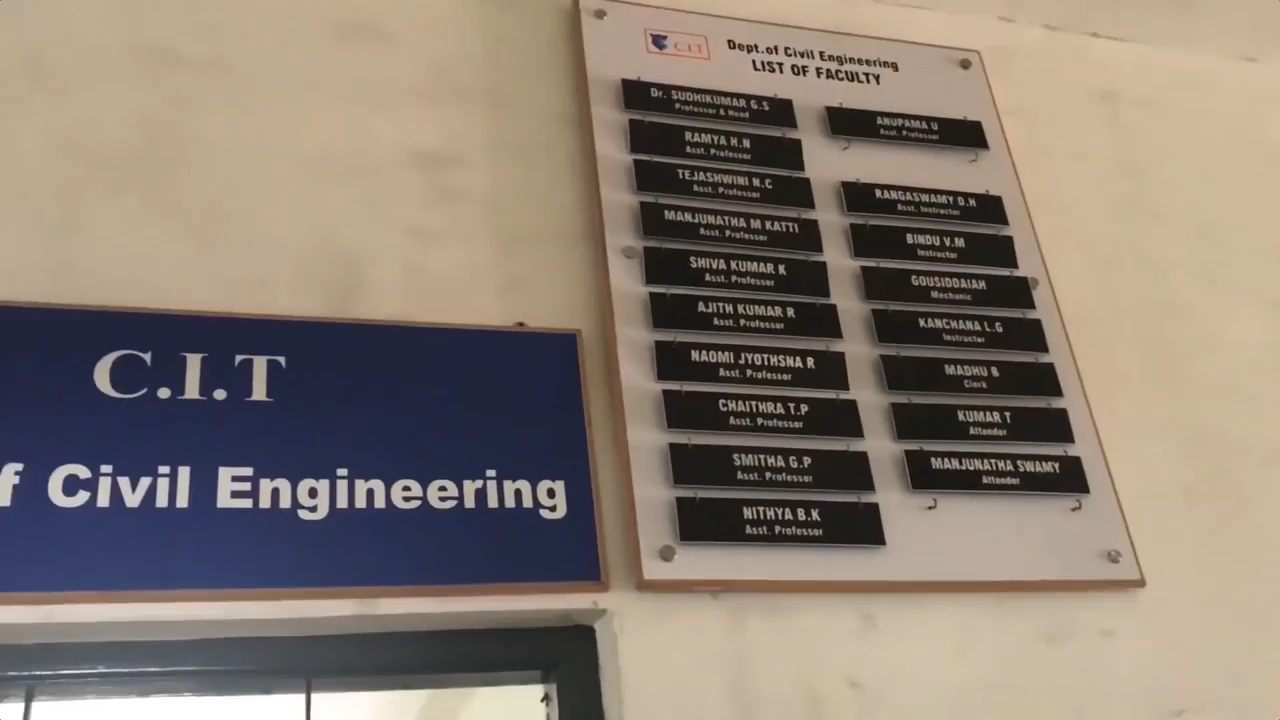 C.I.T
f Civil Engineering
C.I.T
Dept.of Civil Engineering
LIST OF FACULTY
Dr. SUDHIKUMAR G.S
Professor & Head
RAMYA H.N
Asst. Professor
TEJASHWINI N.C
Asst. Professor
MANJUNATHA M KATTI
Asst. Professor
SHIVA KUMAR K
Asst. Professor
AJITH KUMAR R
Asst. Professor
NAOMI JYOTHSNA R
Asst. Professor
CHAITHRA T.P
Asst. Professor
SMITHA G.P
Asst. Professor
NITHYA B.K
Asst. Professor
ANUPAMA U
Asst. Professor
RANGASWAMY D.H
Asst. Instructor
BINDU V.M
Instructor
GOUSIDDAIAH
Mechanic
KANCHANA L.G
Instructor
MADHU B
Clerk
KUMAR T
Attender
MANJUNATHA SWAMY
Attender